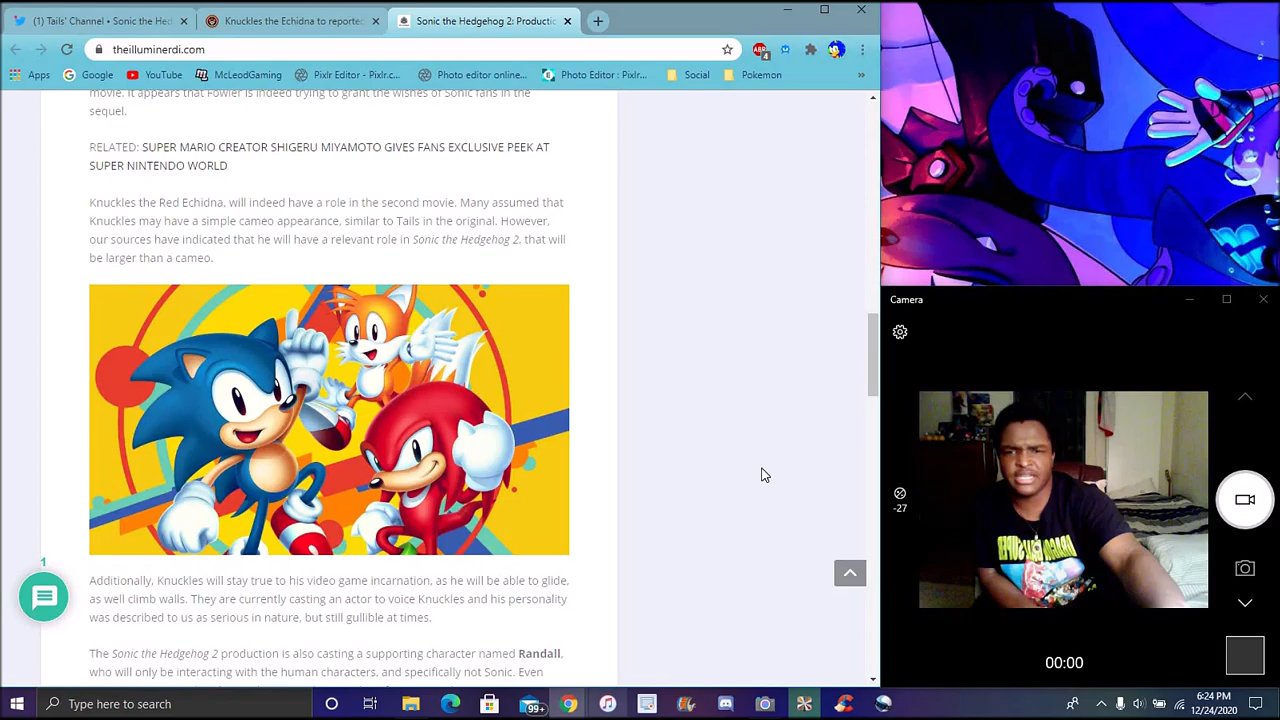 (1) Tails' Channel • Sonic the Hed
Knuckles the Echidna to reported
Sonic the Hedgehog 2: Productio
theilluminerdi.com
4
Apps
Google
YouTube
McLeodGaming
Pixlr Editor - Pixlr.c...
Photo editor online...
Photo Editor : Pixlr...
Social
Pokemon
»
movie. It appears that Fowler is indeed trying to grant the wishes of Sonic fans in the
sequel.
RELATED: SUPER MARIO CREATOR SHIGERU MIYAMOTO GIVES FANS EXCLUSIVE PEEK AT
SUPER NINTENDO WORLD
Knuckles the Red Echidna, will indeed have a role in the second movie. Many assumed that
Knuckles may have a simple cameo appearance, similar to Tails in the original. However,
our sources have indicated that he will have a relevant role in Sonic the Hedgehog 2, that will
be larger than a cameo.
1
Additionally, Knuckles will stay true to his video game incarnation, as he will be able to glide,
as well climb walls. They are currently casting an actor to voice Knuckles and his personality
was described to us as serious in nature, but still gullible at times.
The Sonic the Hedgehog 2 production is also casting a supporting character named Randall,
who will only be interacting with the human characters, and specifically not Sonic. Even
Camera
-27
00:00
Type here to search
99+
6:24 PM
12/24/2020